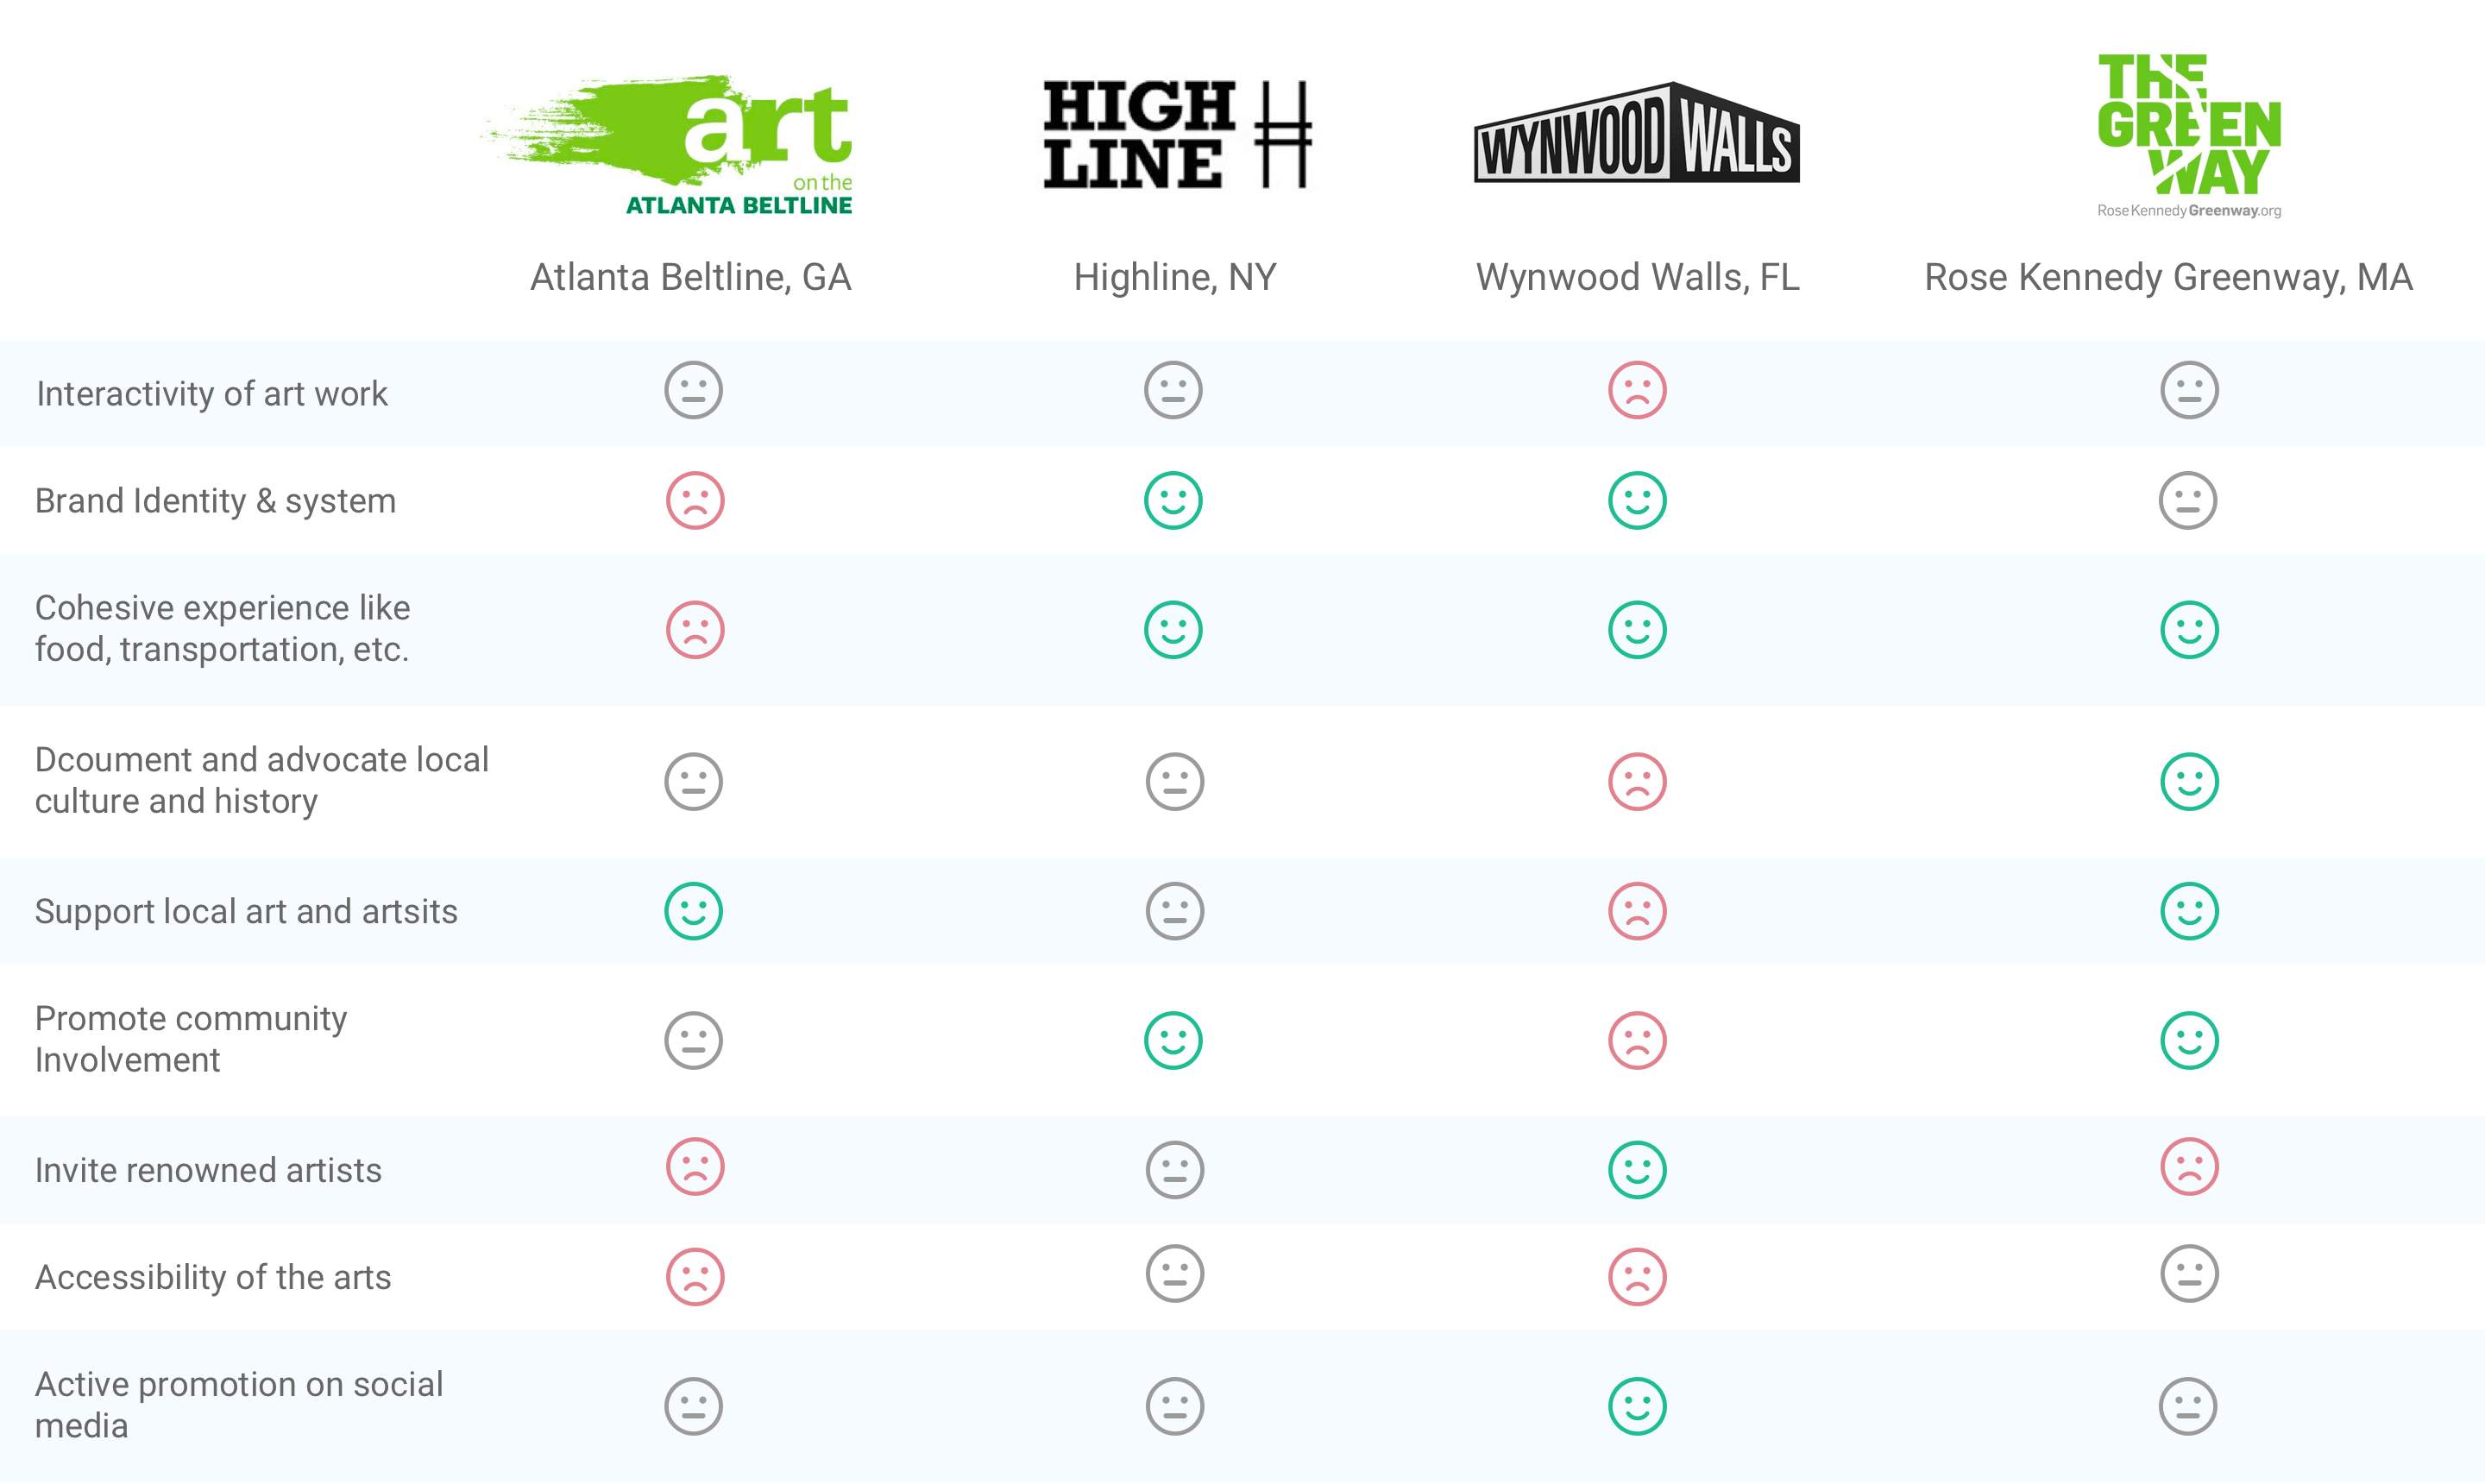 art
on the
ATLANTA BELTLINE
HIGH
LINE
WYNWOOD WALLS
THE
GREEN
WAY
RoseKennedyGreenway.org
Atlanta Beltline, GA
Highline, NY
Wynwood Walls, FL
Rose Kennedy Greenway, MA
Interactivity of art work
Brand Identity & system
Cohesive experience like
food, transportation, etc.
Dcoument and advocate local
culture and history
Support local art and artsits
Promote community
Involvement
Invite renowned artists
Accessibility of the arts
Active promotion on social
media